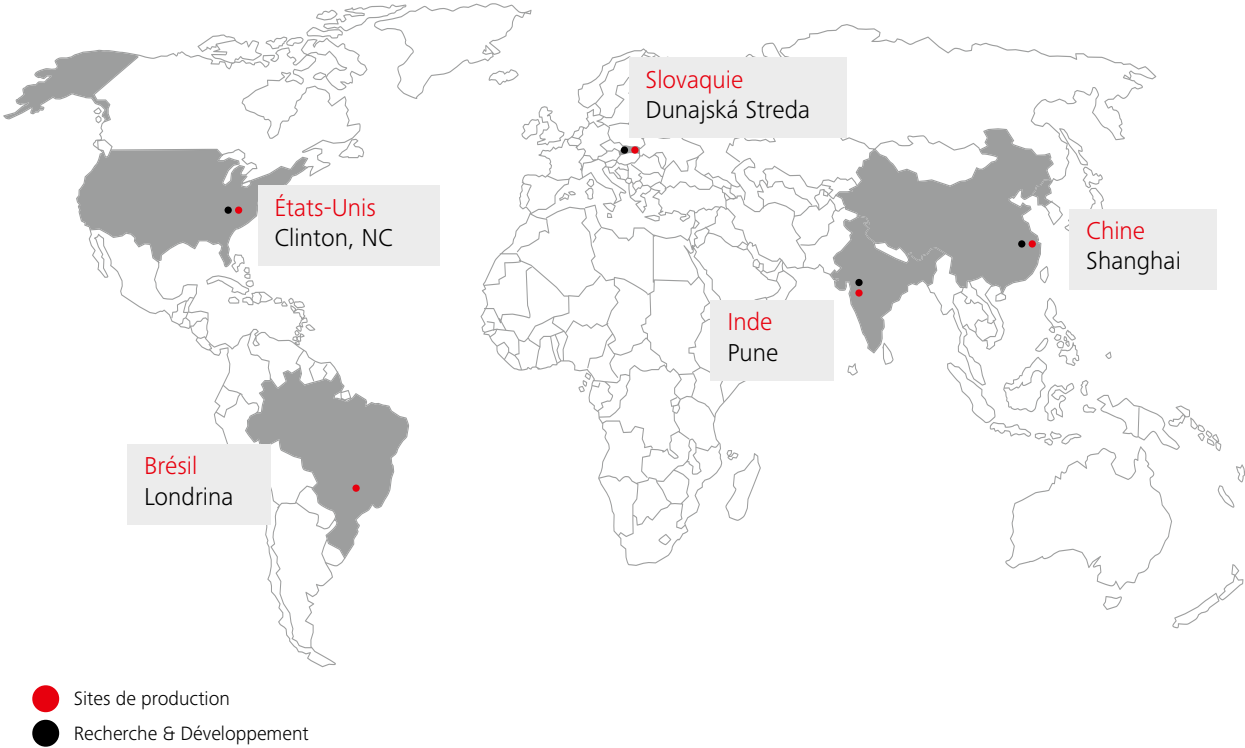 Slovaquie
Dunajská Streda
États-Unis
Clinton, NC
Chine
Shanghai
Inde
Pune
Brésil
Londrina
Sites de production
Recherche & Développement